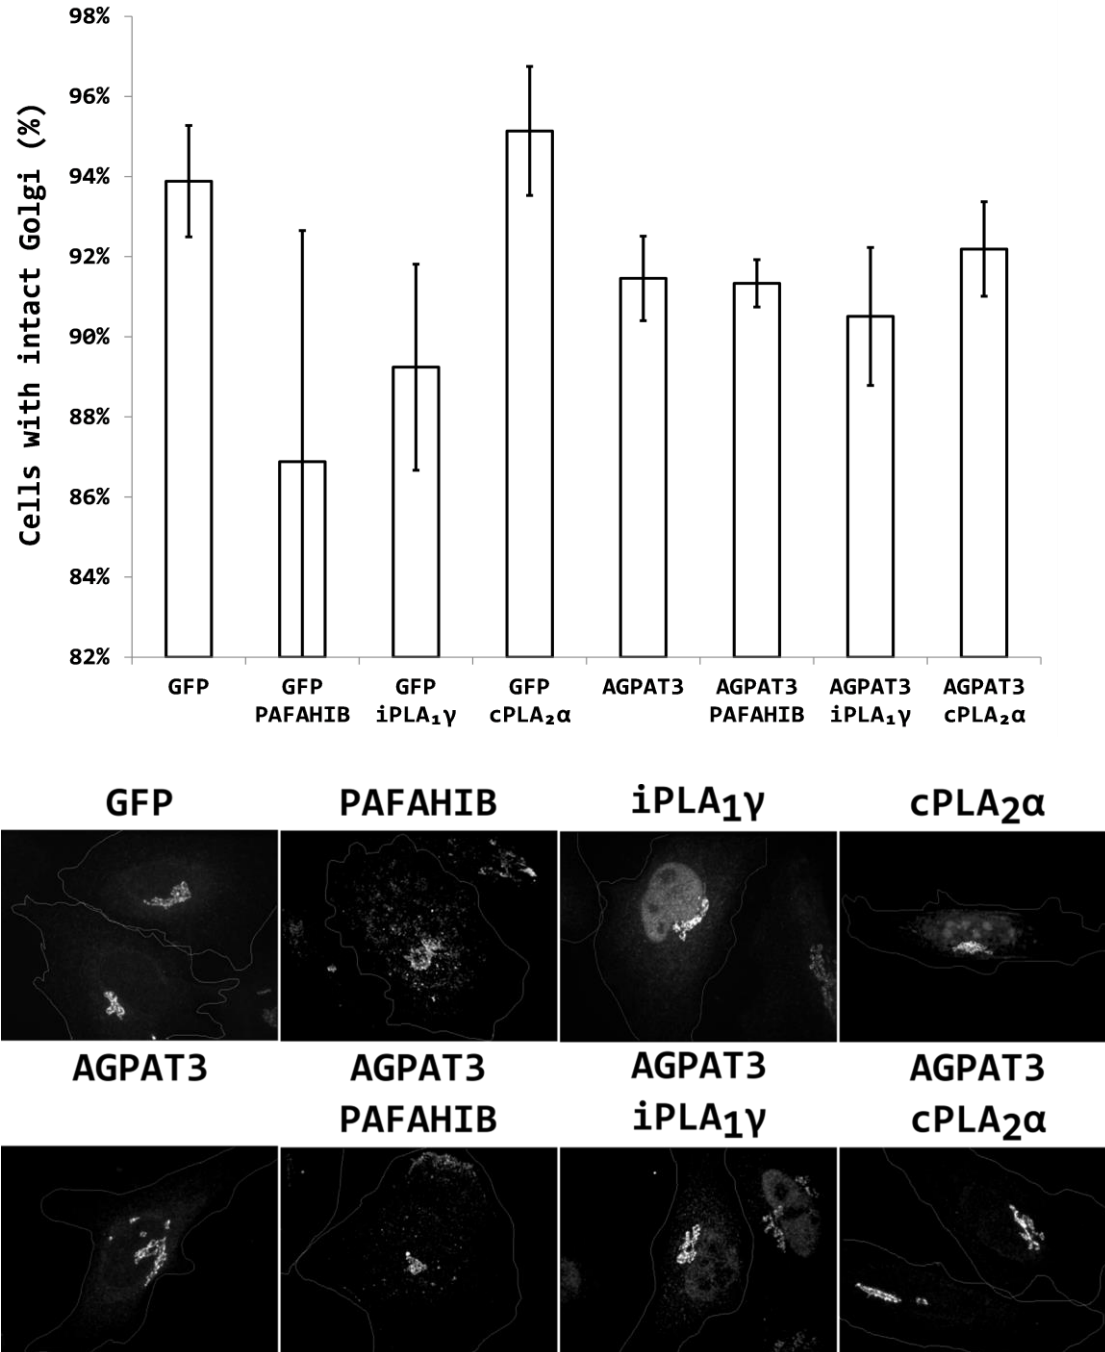 Cells with intact Golgi (%)
98%
96%
94%
92%
90%
88%
86%
84%
82%
GFP
GFP
PAFAHIB
GFP
iPLA₁γ
GFP
cPLA₂α
AGPAT3
AGPAT3
PAFAHIB
AGPAT3
iPLA₁γ
AGPAT3
cPLA₂α
GFP
PAFAHIB
iPLA₁γ
cPLA₂α
AGPAT3
AGPAT3
PAFAHIB
AGPAT3
iPLA₁γ
AGPAT3
cPLA₂α